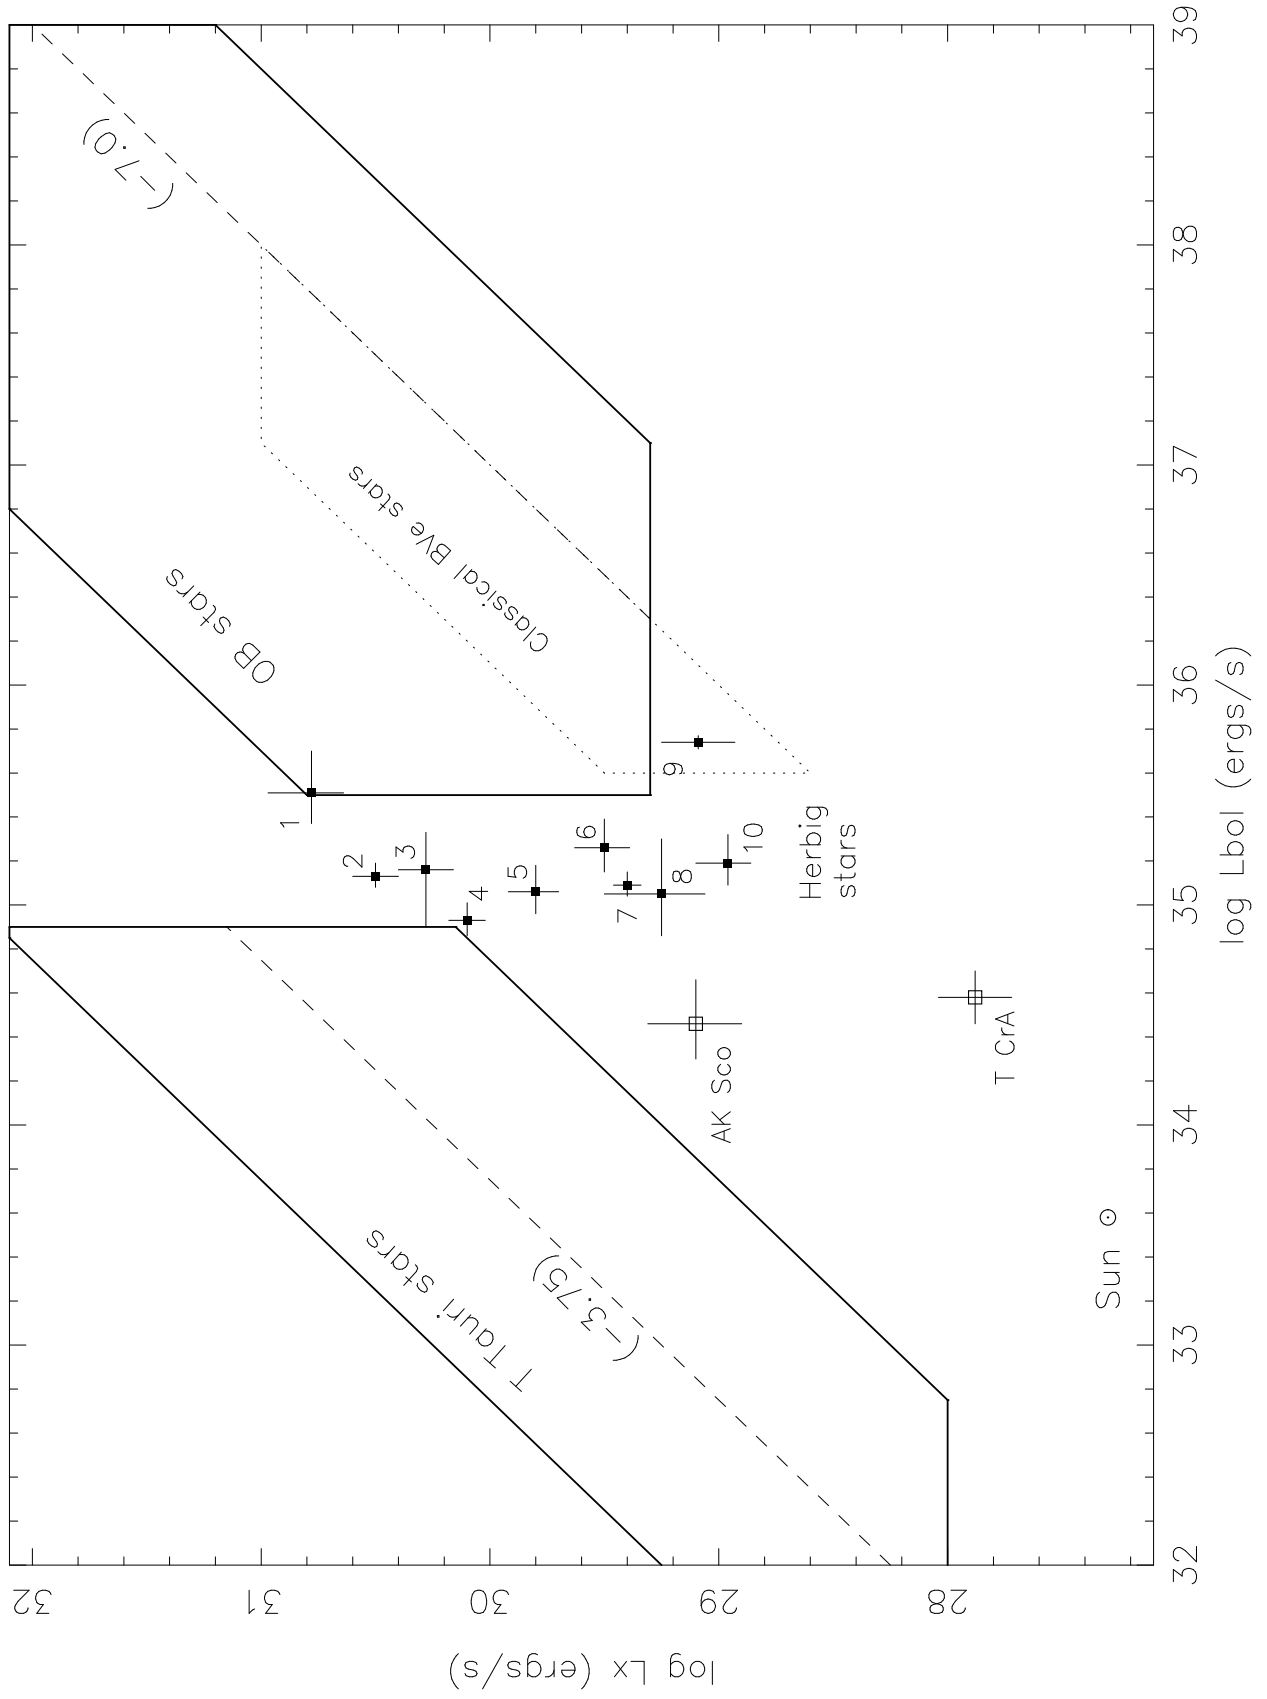 log Lx (ergs/s)
32
31
30
29
28
32
33
34
35
36
37
38
39
log Lbol (ergs/s)
T Tauri stars
(−3.75)
OB stars
Classical BVe stars
(−7.0)
1
2
3
4
5
6
7
8
9
10
Herbig
stars
AK Sco
T CrA
Sun